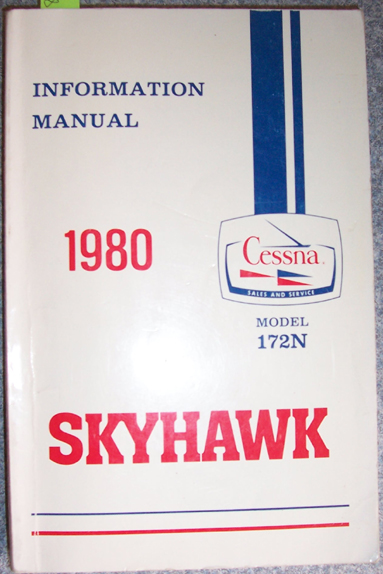 INFORMATION
MANUAL
1980
Cessna
SALES AND SERVICE
MODEL
172N
SKYHAWK